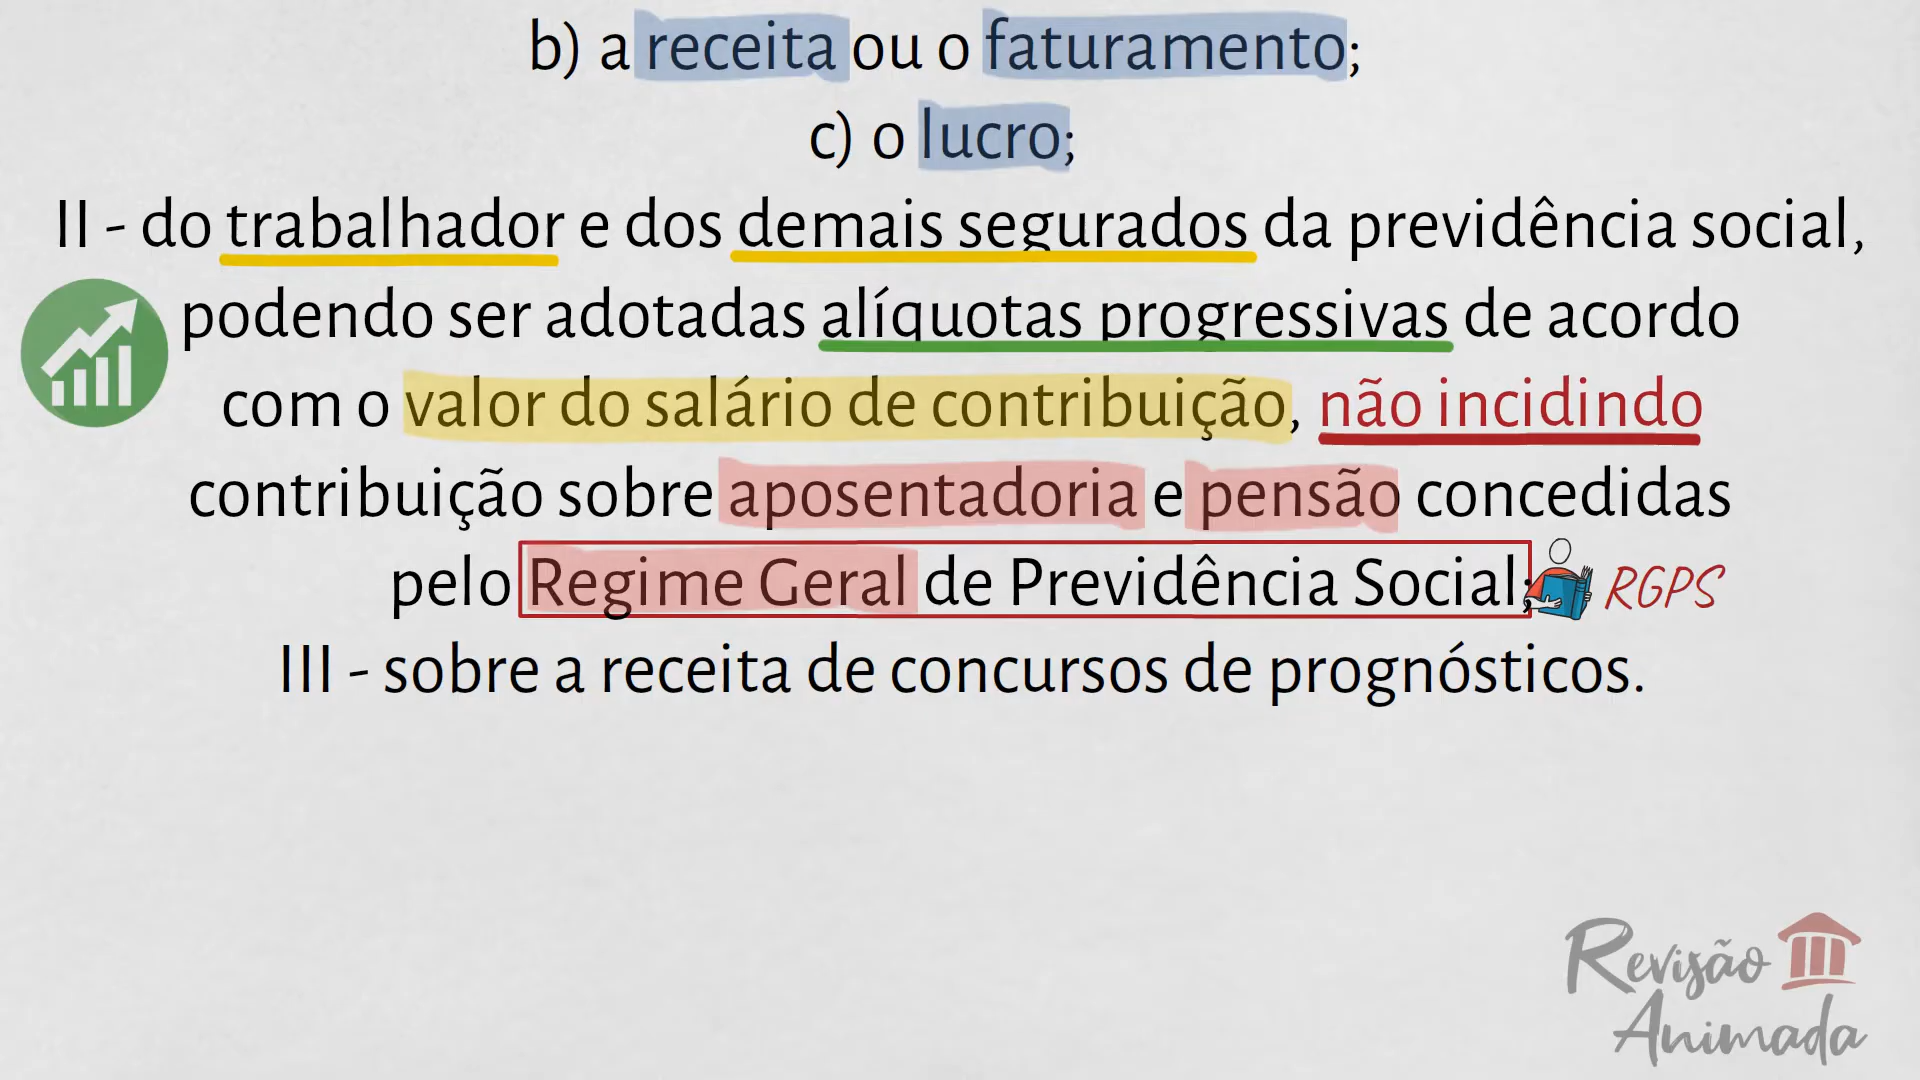 b) a receita ou o faturamento;
c) o lucro;
II - do trabalhador e dos demais segurados da previdência social,
podendo ser adotadas alíquotas progressivas de acordo
com o valor do salário de contribuição, não incidindo
contribuição sobre aposentadoria e pensão concedidas
pelo Regime Geral de Previdência Social; RGPS
III - sobre a receita de concursos de prognósticos.
Revisão
Animada